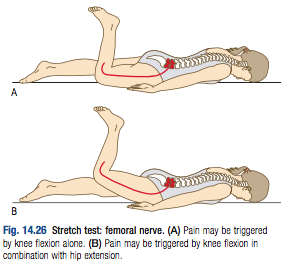 A
B
Fig. 14.26 Stretch test: femoral nerve. (A) Pain may be triggered
by knee flexion alone. (B) Pain may be triggered by knee flexion in
combination with hip extension.